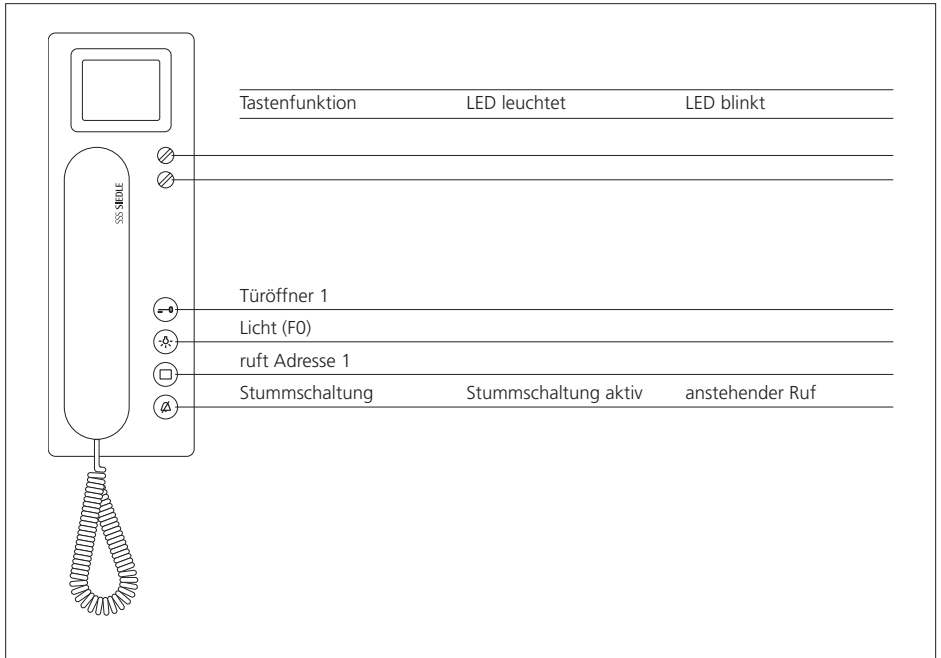 Tastenfunktion LED leuchtet LED blinkt
SSS SIEDLE
Türöffner 1
Licht (F0)
ruft Adresse 1
Stummschaltung Stummschaltung aktiv anstehender Ruf